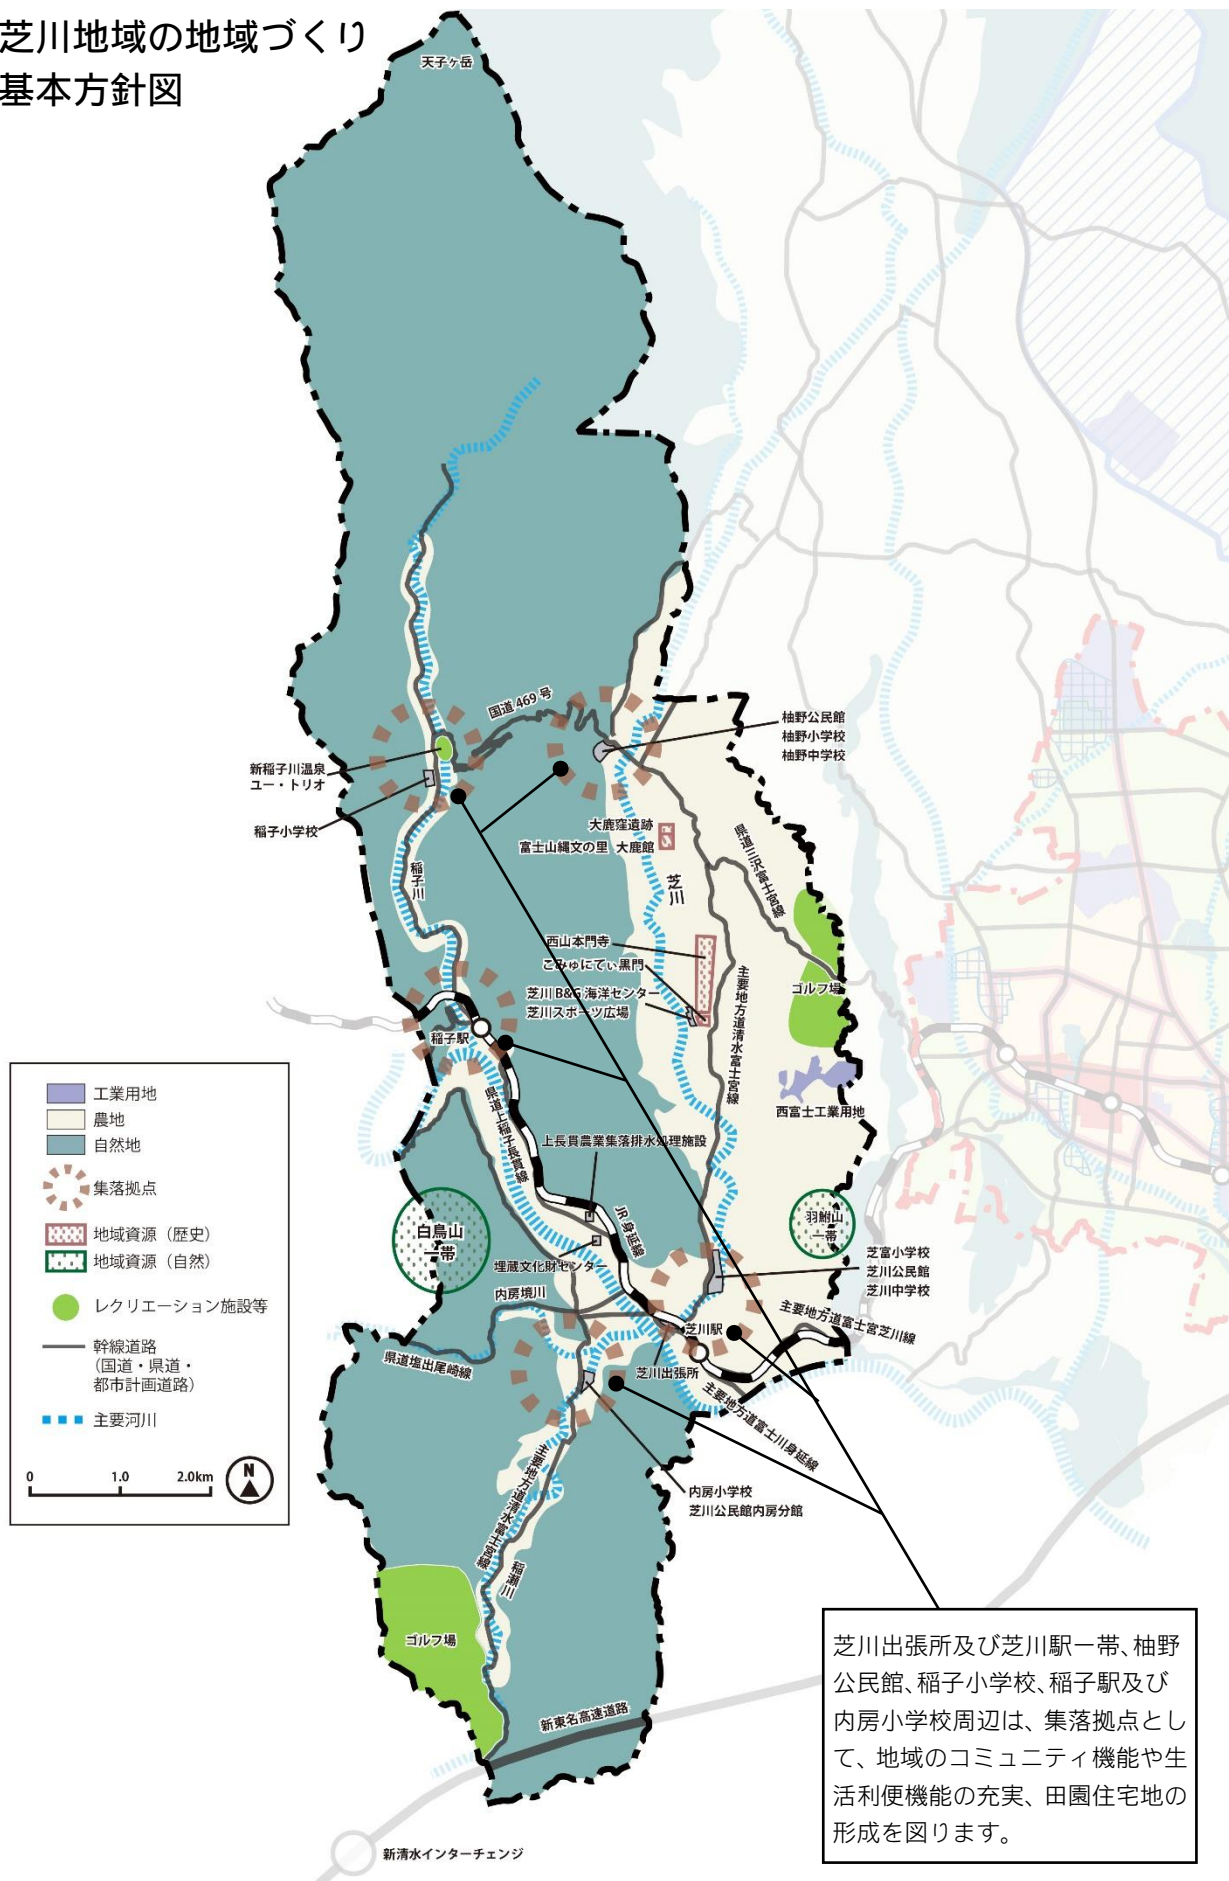 芝川地域の地域づくり
基本方針図
天子ヶ岳
国道469号
柚野公民館
柚野小学校
柚野中学校
新稲子川温泉
ユー・トリオ
稲子小学校
大鹿窪遺跡
富士山縄文の里 大鹿館
県道三沢富士宮線
稲子川
芝川
西山本門寺
こみゅにてぃ黒門
芝川B&G海洋センター
芝川スポーツ広場
主要地方道清水富士宮線
ゴルフ場
稲子駅
西富士工業用地
県道上稲子長貫線
上長貫農業集落排水処理施設
JR身延線
白鳥山
一帯
羽鮒山
一帯
埋蔵文化財センター
芝富小学校
芝川公民館
芝川中学校
内房境川
主要地方道富士宮芝川線
芝川駅
県道塩出尾崎線
芝川出張所
主要地方道富士川身延線
主要地方道清水富士宮線
内房小学校
芝川公民館内房分館
稲瀬川
ゴルフ場
新東名高速道路
新清水インターチェンジ
工業用地
農地
自然地
集落拠点
地域資源（歴史）
地域資源（自然）
レクリエーション施設等
幹線道路
（国道・県道・
都市計画道路）
主要河川
0 1.0 2.0km
N
芝川出張所及び芝川駅一帯、柚野
公民館、稲子小学校、稲子駅及び
内房小学校周辺は、集落拠点とし
て、地域のコミュニティ機能や生
活利便機能の充実、田園住宅地の
形成を図ります。